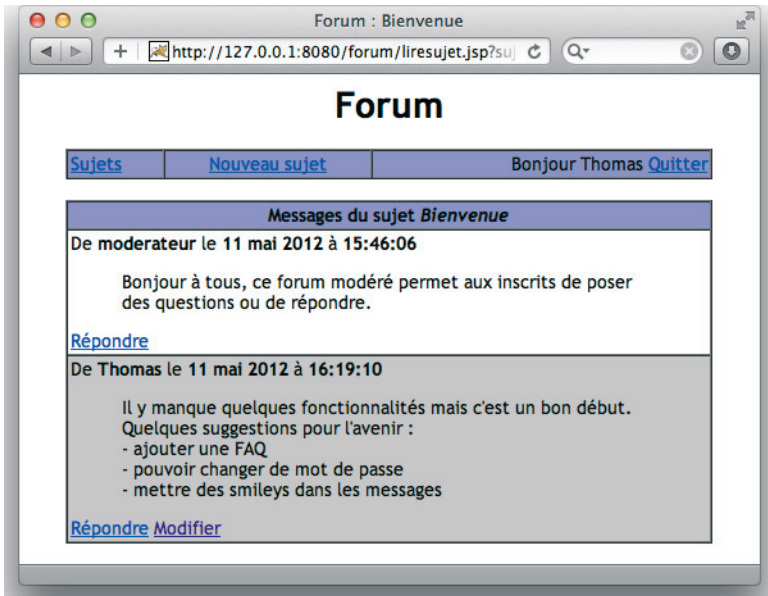 Forum : Bienvenue
http://127.0.0.1:8080/forum/liresujet.jsp?suj
Forum
Sujets Nouveau sujet Bonjour Thomas Quitter
Messages du sujet Bienvenue
De moderateur le 11 mai 2012 à 15:46:06
Bonjour à tous, ce forum modéré permet aux inscrits de poser
des questions ou de répondre.
Répondre
De Thomas le 11 mai 2012 à 16:19:10
Il y manque quelques fonctionnalités mais c'est un bon début.
Quelques suggestions pour l'avenir :
- ajouter une FAQ
- pouvoir changer de mot de passe
- mettre des smileys dans les messages
Répondre Modifier